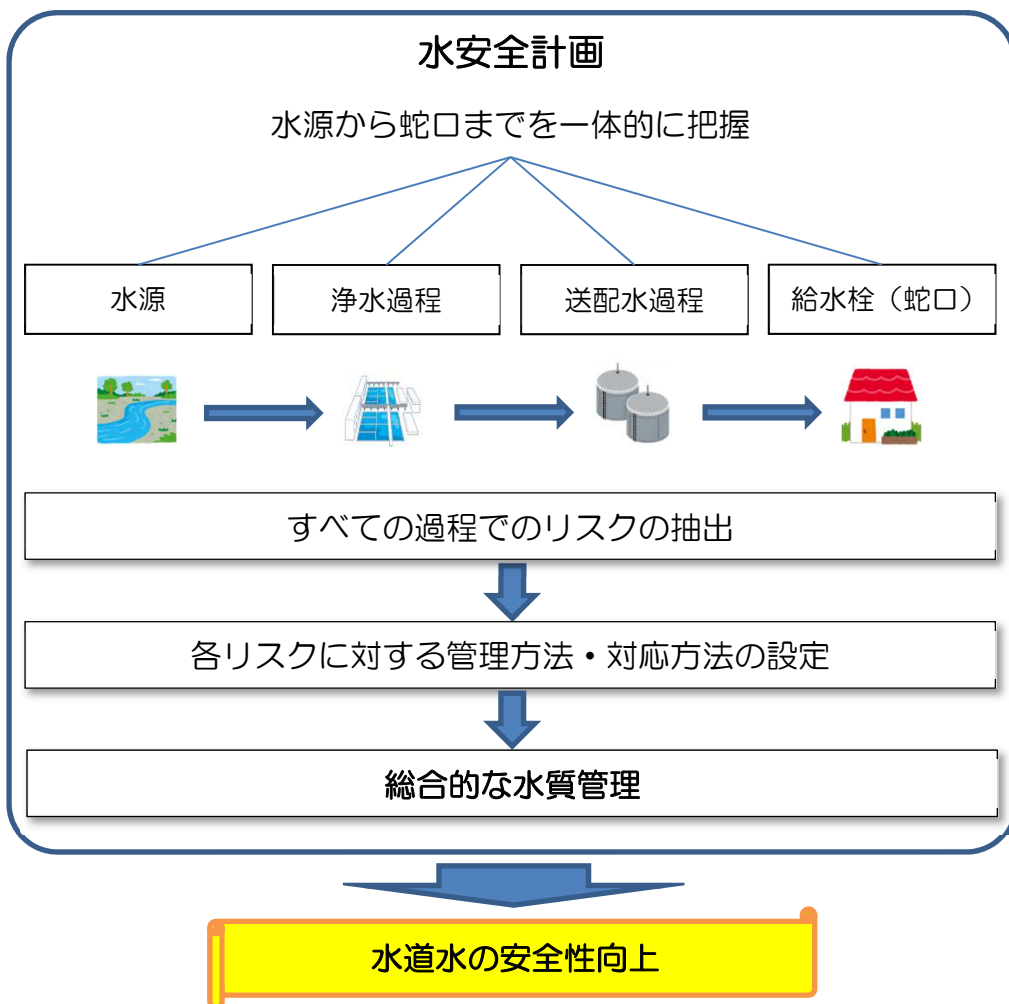 水安全計画
水源から蛇口までを一体的に把握
水源
浄水過程
送配水過程
給水栓（蛇口）
すべての過程でのリスクの抽出
各リスクに対する管理方法・対応方法の設定
総合的な水質管理
水道水の安全性向上